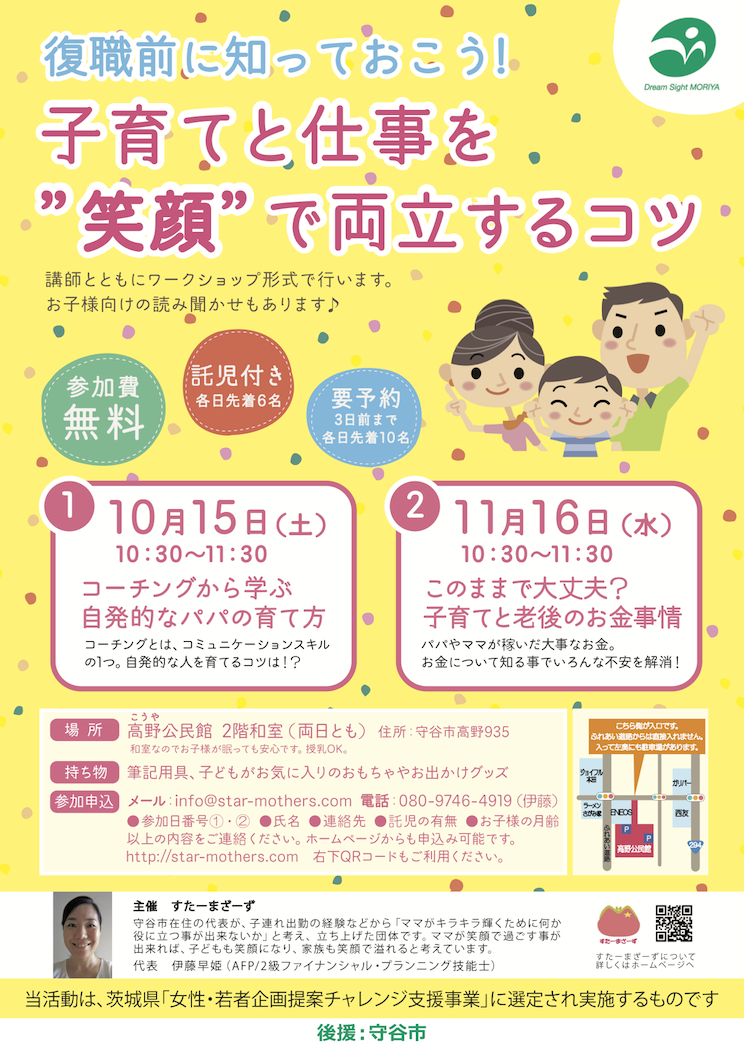 復職前に知っておこう!
Dream Sight MORIYA
子育てと仕事を
”笑顔”で両立するコツ
講師とともにワークショップ形式で行います。
お子様向けの読み聞かせもあります♪
参加費
無料
託児付き
各日先着6名
要予約
3日前まで
各日先着10名
1
10月15日(土)
10:30〜11:30
コーチングから学ぶ
自発的なパパの育て方
コーチングとは、コミュニケーションスキル
の1つ。自発的な人を育てるコツは!?
2
11月16日(水)
10:30〜11:30
このままで大丈夫?
子育てと老後のお金事情
パパやママが稼いだ大事なお金。
お金について知る事でいろんな不安を解消!
場 所
こうや
高野公民館 2階和室(両日とも) 住所:守谷市高野935
和室なのでお子様が眠っても安心です。授乳OK。
持ち物
筆記用具、子どもがお気に入りのおもちゃやお出かけグッズ
参加申込
メール:info@star-mothers.com 電話:080-9746-4919(伊藤)
●参加日番号①・② ●氏名 ●連絡先 ●託児の有無 ●お子様の月齢
以上の内容をご連絡ください。ホームページからも申込み可能です。
http://star-mothers.com 右下QRコードもご利用ください。
こちら側が入口です。
ふれあい道路からは直接入れません。
入って左奥にも駐車場があります。
ジョイフル
本田
ガリバー
ラーメン
ENEOS
西友
P
P
高野公民館
ふれあい道路
294
主催 すたーまざーず
守谷市在住の代表が、子連れ出勤の経験などから「ママがキラキラ輝くために何か
役に立つ事が出来ないか」と考え、立ち上げた団体です。ママが笑顔で過ごす事が
出来れば、子どもも笑顔になり、家族も笑顔で溢れると考えています。
代表 伊藤早姫(AFP/2級ファイナンシャル・プランニング技能士)
すたーまざーず
すたーまざーずについて
詳しくはホームページへ
当活動は、茨城県「女性・若者企画提案チャレンジ支援事業」に選定され実施するものです
後援:守谷市